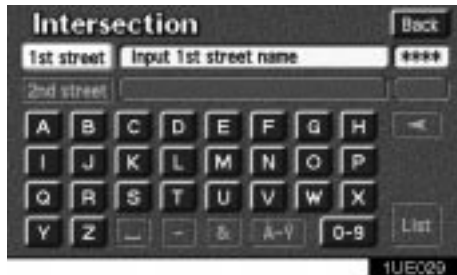 Intersection Back
1st street Input 1st street name ****
2nd street
A B C D E F G H
I J K L M N O P
Q R S T U V W X
Y Z - & A-Y 0-9 List
1UE029